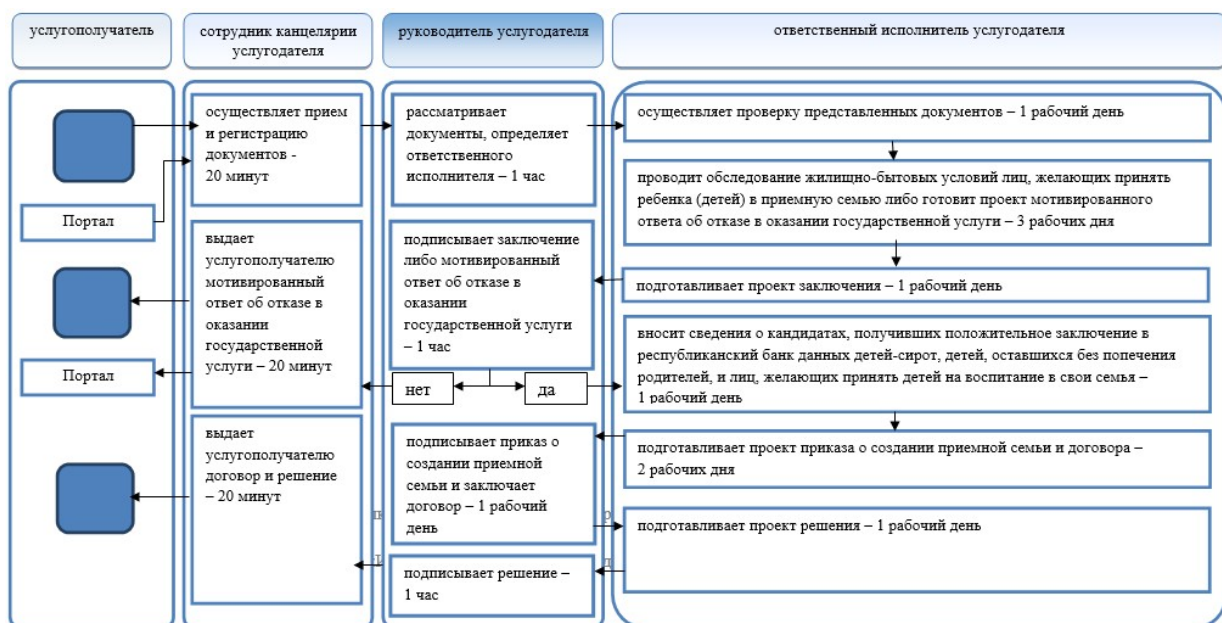 услугополучатель
сотрудник канцелярии
услугодателя
руководитель услугодателя
ответственный исполнитель услугодателя
Портал
Портал
осуществляет прием
и регистрацию
документов -
20 минут
выдает
услугополучателю
мотивированный
ответ об отказе в
оказании
государственной
услуги – 20 минут
выдает
услугополучателю
договор и решение
– 20 минут
рассматривает
документы, определяет
ответственного
исполнителя – 1 час
подписывает заключение
либо мотивированный
ответ об отказе в
оказании
государственной услуги
– 1 час
нет
да
подписывает приказ о
создании приемной
семьи и заключает
договор – 1 рабочий
день
подписывает решение –
1 час
осуществляет проверку представленных документов – 1 рабочий день
проводит обследование жилищно-бытовых условий лиц, желающих принять
ребенка (детей) в приемную семью либо готовит проект мотивированного
ответа об отказе в оказании государственной услуги – 3 рабочих дня
подготавливает проект заключения – 1 рабочий день
вносит сведения о кандидатах, получивших положительное заключение в
республиканский банк данных детей-сирот, детей, оставшихся без попечения
родителей, и лиц, желающих принять детей на воспитание в свои семья –
1 рабочий день
подготавливает проект приказа о создании приемной семьи и договора –
2 рабочих дня
подготавливает проект решения – 1 рабочий день